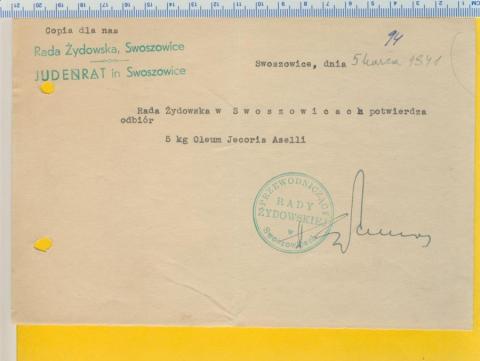 Copia dla nas
94
Rada Żydowska, Swoszowice
JUDENRAT in Swoszowice
Swoszowice, dnia 5 marca 1941
Rada Żydowska w Swoszowicach potwierdza
odbiór
5 kg Oleum Jecoris Aselli
PRZEWODNICZĄCY
RADY
ŻYDOWSKIEJ
w
Swoszowicach